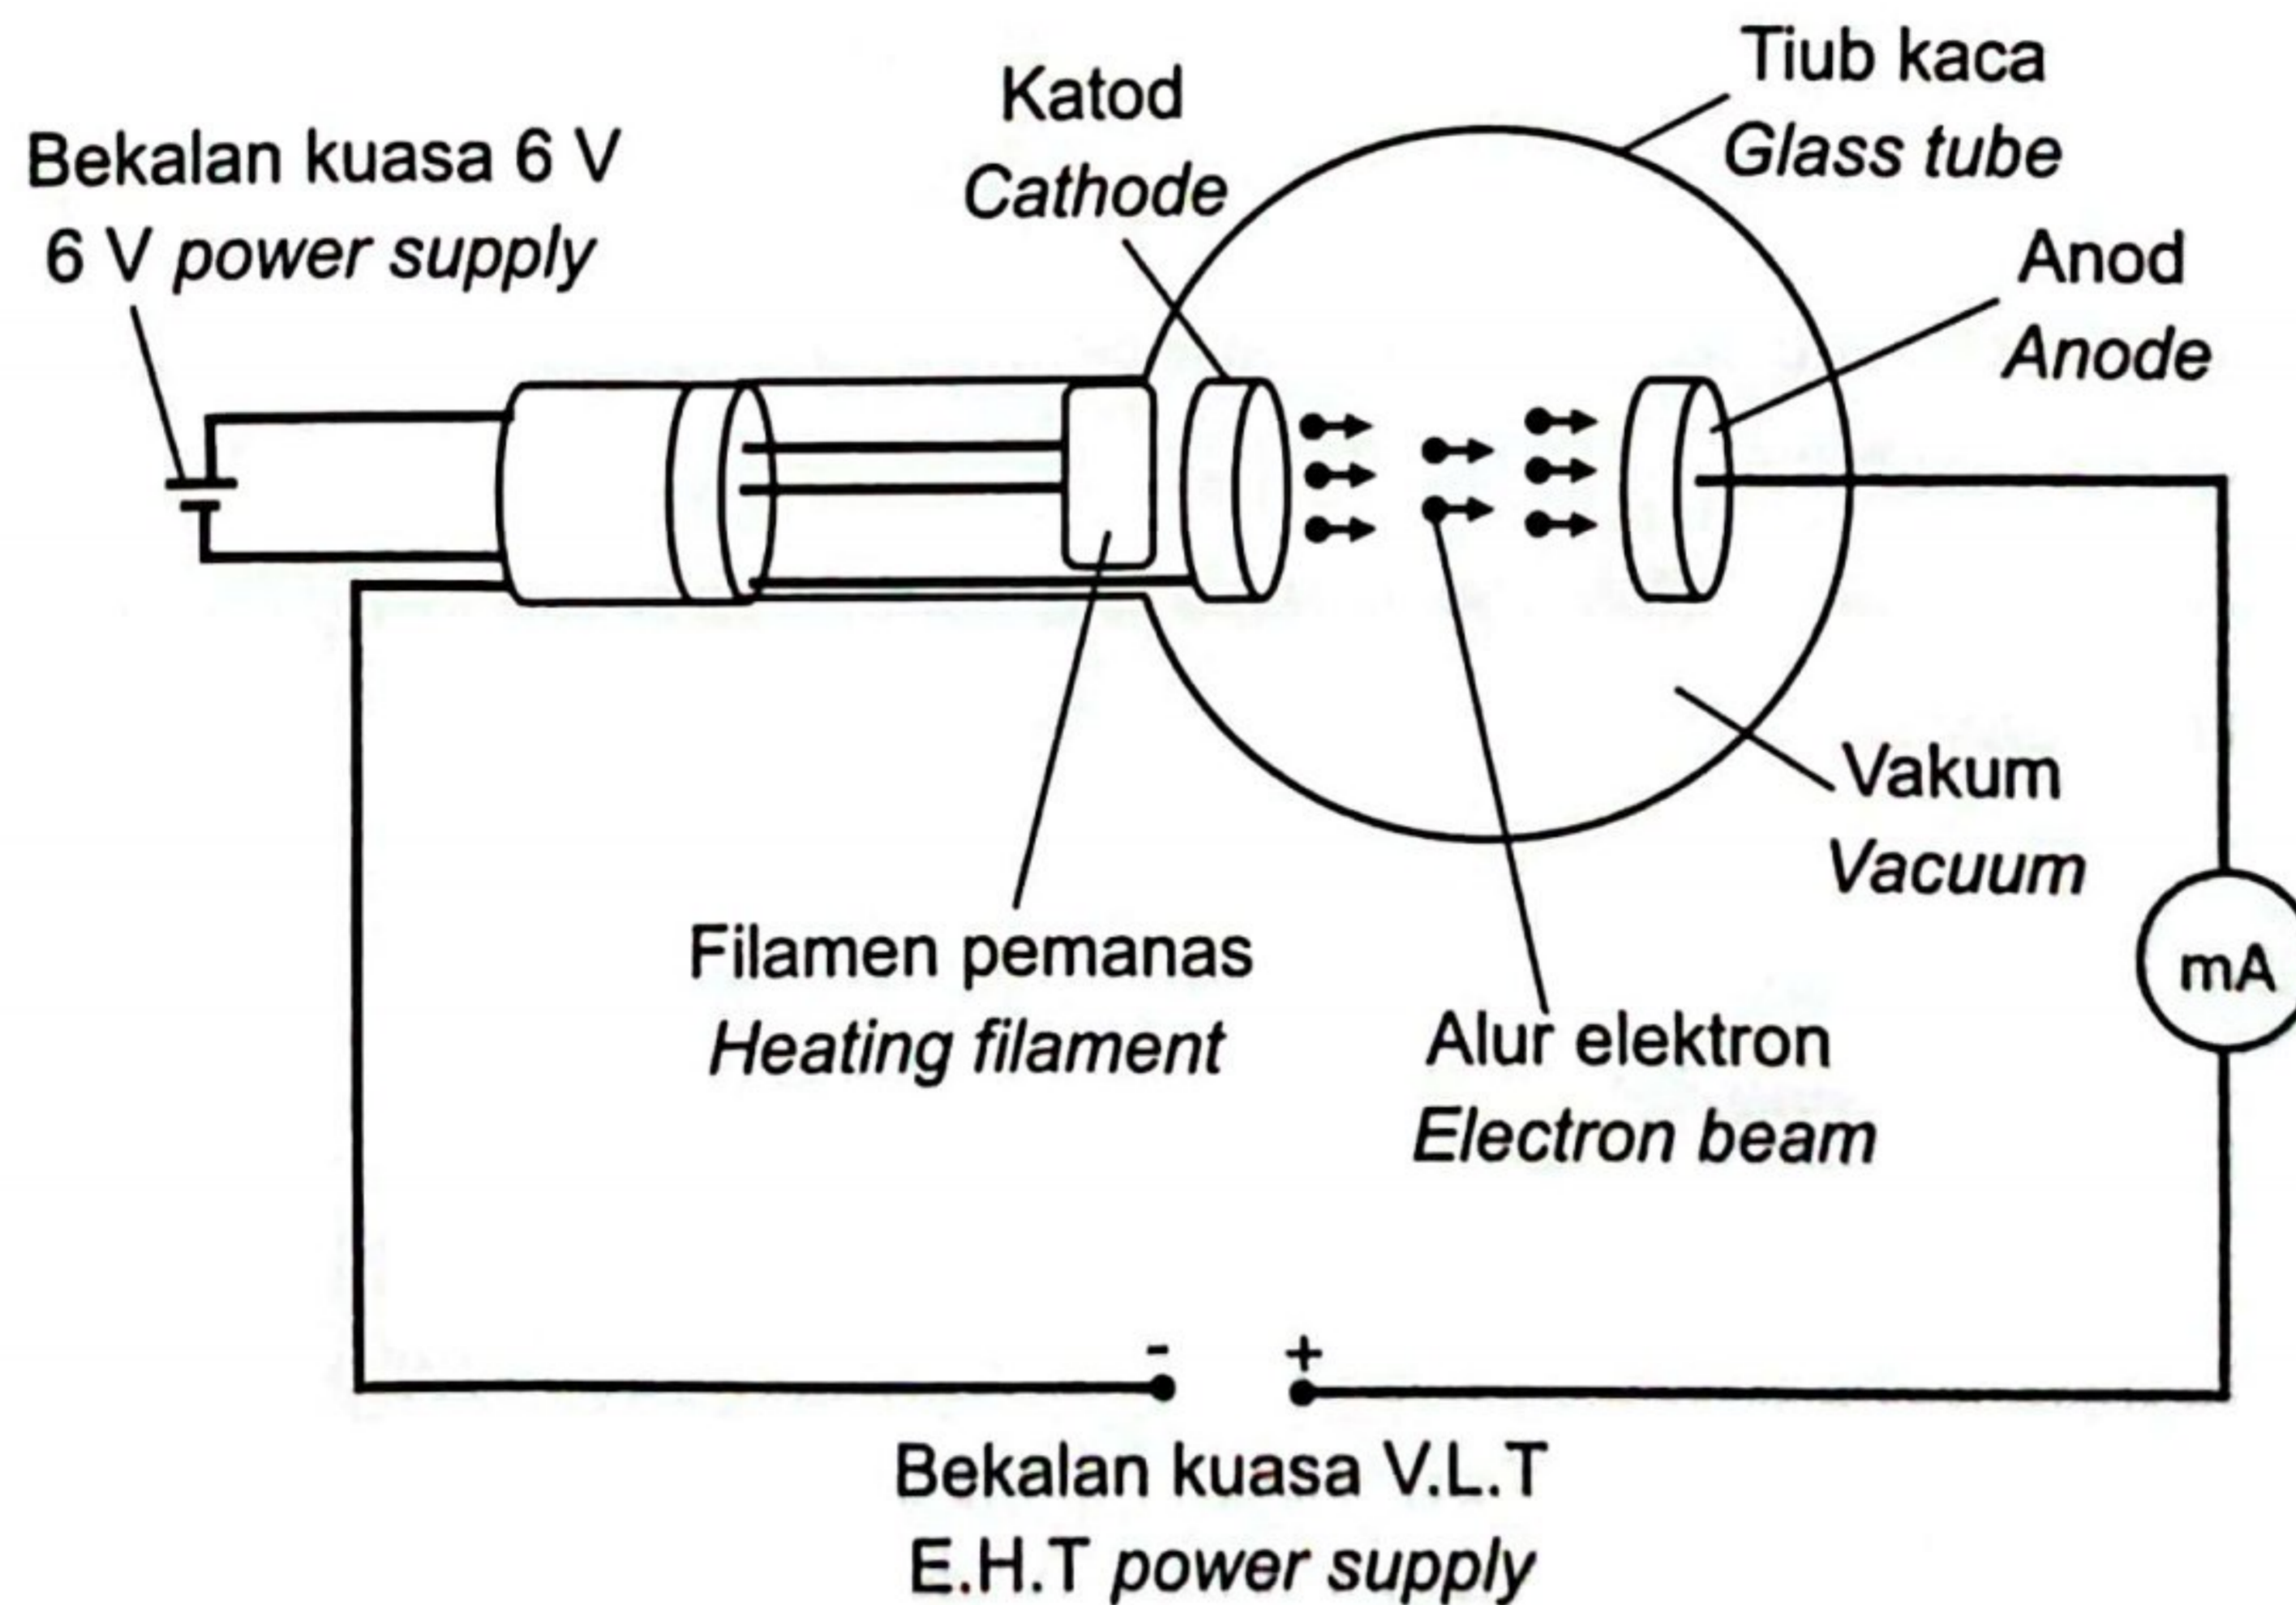 Tiub kaca
Glass tube
Katod
Cathode
Bekalan kuasa 6 V
6 V power supply
Anod
Anode
Vakum
Vacuum
Filamen pemanas
Heating filament
mA
Alur elektron
Electron beam
- +
Bekalan kuasa V.L.T
E.H.T power supply